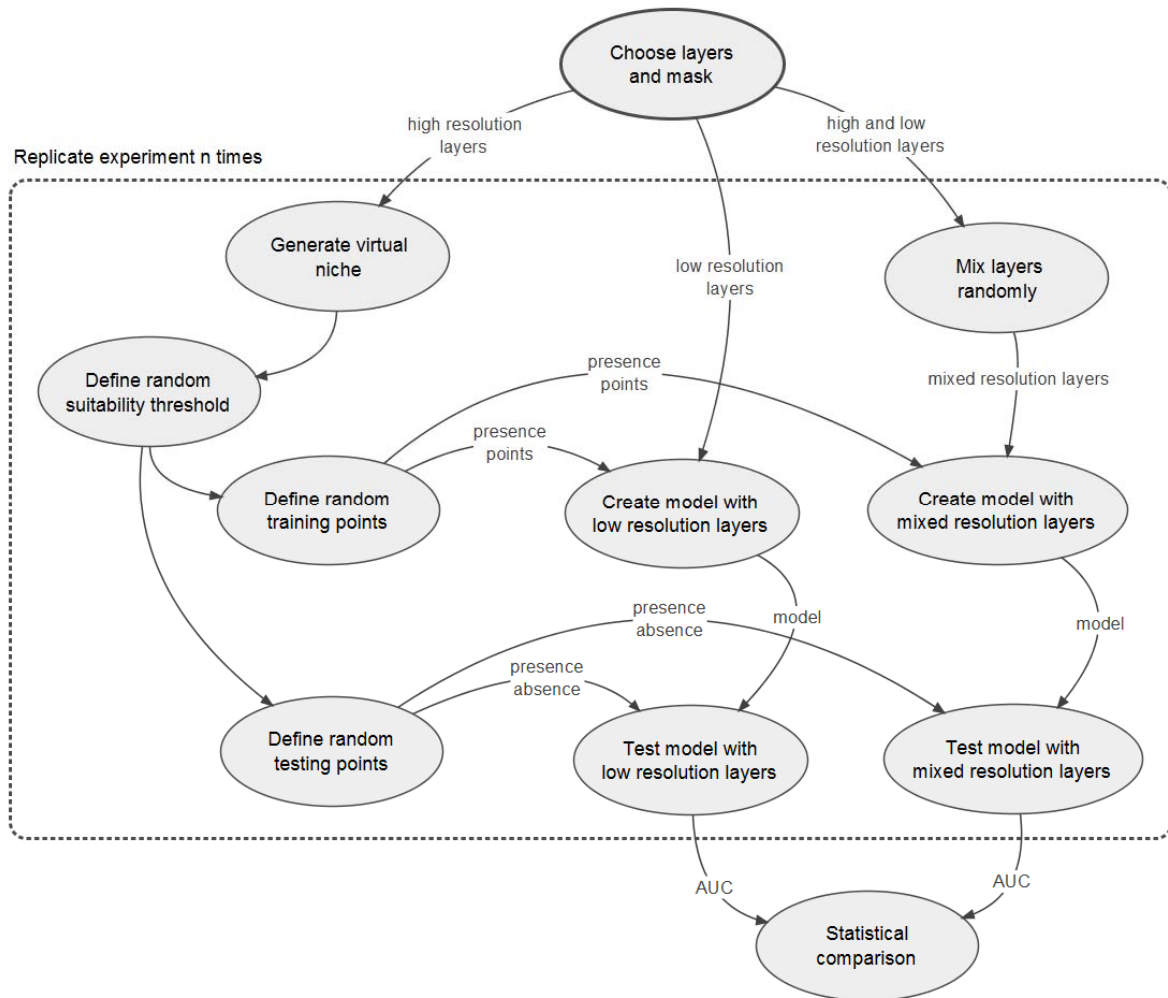 Choose layers
and mask
high resolution
layers
high and low
resolution layers
Replicate experiment n times
Generate virtual
niche
low resolution
layers
Mix layers
randomly
Define random
suitability threshold
presence
points
mixed resolution layers
presence
points
Define random
training points
Create model with
low resolution layers
Create model with
mixed resolution layers
presence
absence
model
model
presence
absence
Define random
testing points
Test model with
low resolution layers
Test model with
mixed resolution layers
AUC
AUC
Statistical
comparison